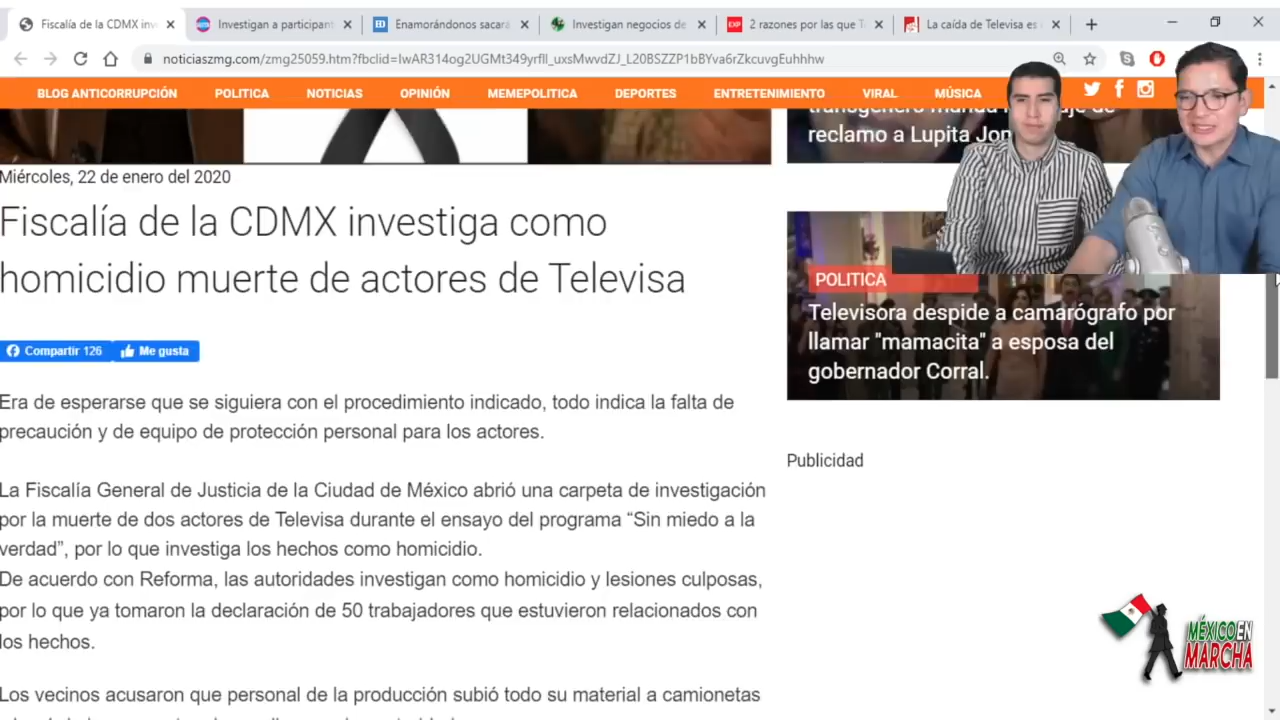 Fiscalía de la CDMX inv
Investigan a participan
Enamorándonos sacará
Investigan negocios de
2 razones por las que T
La caída de Televisa es
noticiaszmg.com/zmg25059.htm?fbclid=IwAR314og2UGMt349yrflI_uxsMwvdZJ_L20BSZZP1bBYva6rZkcuvgEuhhhw
BLOG ANTICORRUPCIÓN POLITICA NOTICIAS OPINIÓN MEMEPOLITICA DEPORTES ENTRETENIMIENTO VIRAL MÚSICA
reclamo a Lupita Jon
Miércoles, 22 de enero del 2020
Fiscalía de la CDMX investiga como
homicidio muerte de actores de Televisa
Compartir 126 Me gusta
Era de esperarse que se siguiera con el procedimiento indicado, todo indica la falta de
precaución y de equipo de protección personal para los actores.
La Fiscalía General de Justicia de la Ciudad de México abrió una carpeta de investigación
por la muerte de dos actores de Televisa durante el ensayo del programa “Sin miedo a la
verdad”, por lo que investiga los hechos como homicidio.
De acuerdo con Reforma, las autoridades investigan como homicidio y lesiones culposas,
por lo que ya tomaron la declaración de 50 trabajadores que estuvieron relacionados con
los hechos.
Los vecinos acusaron que personal de la producción subió todo su material a camionetas
POLITICA
Televisora despide a camarógrafo por
llamar "mamacita" a esposa del
gobernador Corral.
Publicidad
MÉXICO EN
MARCHA